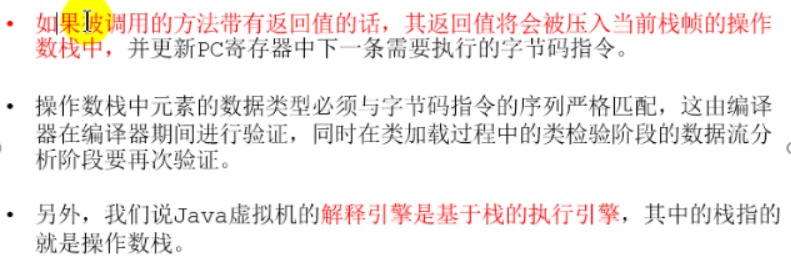 • 如果被调用的方法带有返回值的话，其返回值将会被压入当前栈帧的操作
数栈中，并更新PC寄存器中下一条需要执行的字节码指令。
• 操作数栈中元素的数据类型必须与字节码指令的序列严格匹配，这由编译
器在编译器期间进行验证，同时在类加载过程中的类检验阶段的数据流分
析阶段要再次验证。
• 另外，我们说Java虚拟机的解释引擎是基于栈的执行引擎，其中的栈指的
就是操作数栈。